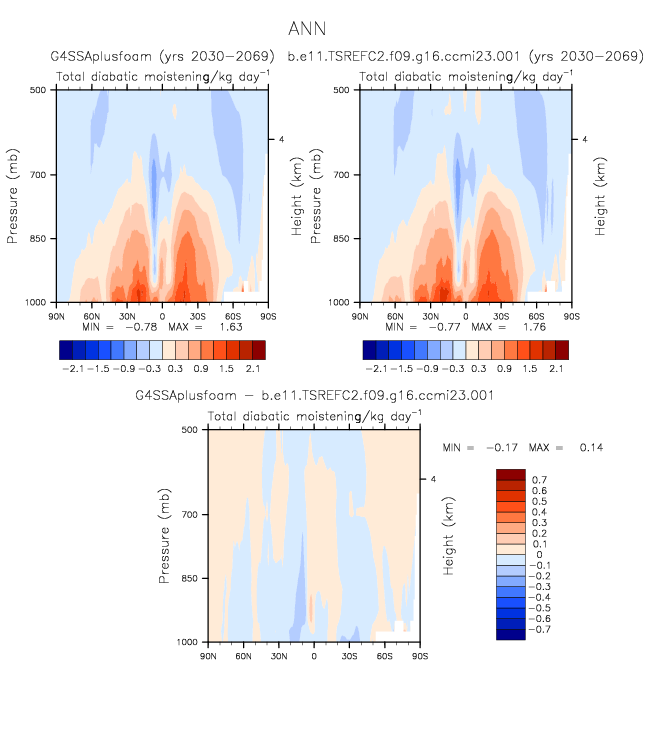 ANN
G4SSAplusfoam (yrs 2030-2069) b.e11.TSREFC2.f09.g16.ccmi23.001 (yrs 2030-2069)
Total diabatic moistening/kg day−1 Total diabatic moistening/kg day−1
500 500
4 4
700 700
850 850
1000 1000
Pressure (mb) Height (km) Pressure (mb) Height (km)
90N 60N 30N 0 30S 60S 90S 90N 60N 30N 0 30S 60S 90S
MIN = -0.78 MAX = 1.63 MIN = -0.77 MAX = 1.76
-2.1 -1.5 -0.9 -0.3 0.3 0.9 1.5 2.1 -2.1 -1.5 -0.9 -0.3 0.3 0.9 1.5 2.1
G4SSAplusfoam - b.e11.TSREFC2.f09.g16.ccmi23.001
Total diabatic moistening/kg day−1
MIN = -0.17 MAX = 0.14
500
4
700
850
1000
Pressure (mb) Height (km)
90N 60N 30N 0 30S 60S 90S
0.7
0.6
0.5
0.4
0.3
0.2
0.1
0
-0.1
-0.2
-0.3
-0.4
-0.5
-0.6
-0.7